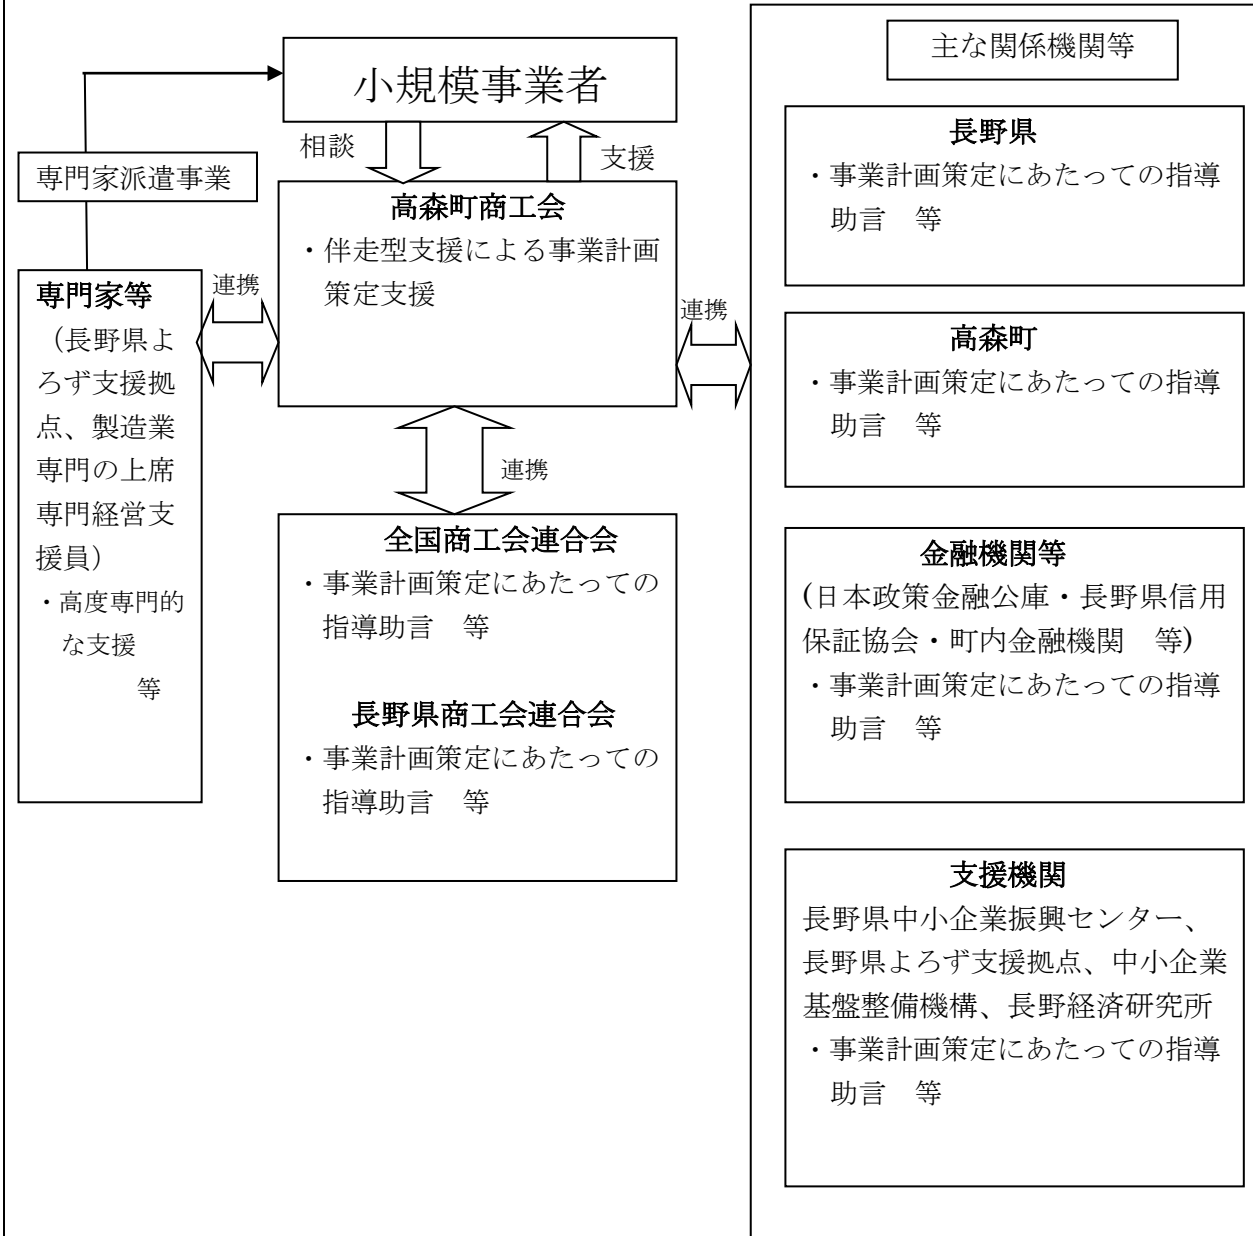 小規模事業者
相談
支援
専門家派遣事業
高森町商工会
・伴走型支援による事業計画
策定支援
専門家等
（長野県よ
ろず支援拠
点、製造業
専門の上席
専門経営支
援員）
・高度専門的
な支援
等
連携
連携
連携
全国商工会連合会
・事業計画策定にあたっての
指導助言　等
長野県商工会連合会
・事業計画策定にあたっての
指導助言　等
主な関係機関等
長野県
・事業計画策定にあたっての指導
助言　等
高森町
・事業計画策定にあたっての指導
助言　等
金融機関等
(日本政策金融公庫・長野県信用
保証協会・町内金融機関　等)
・事業計画策定にあたっての指導
助言　等
支援機関
長野県中小企業振興センター、
長野県よろず支援拠点、中小企業
基盤整備機構、長野経済研究所
・事業計画策定にあたっての指導
助言　等